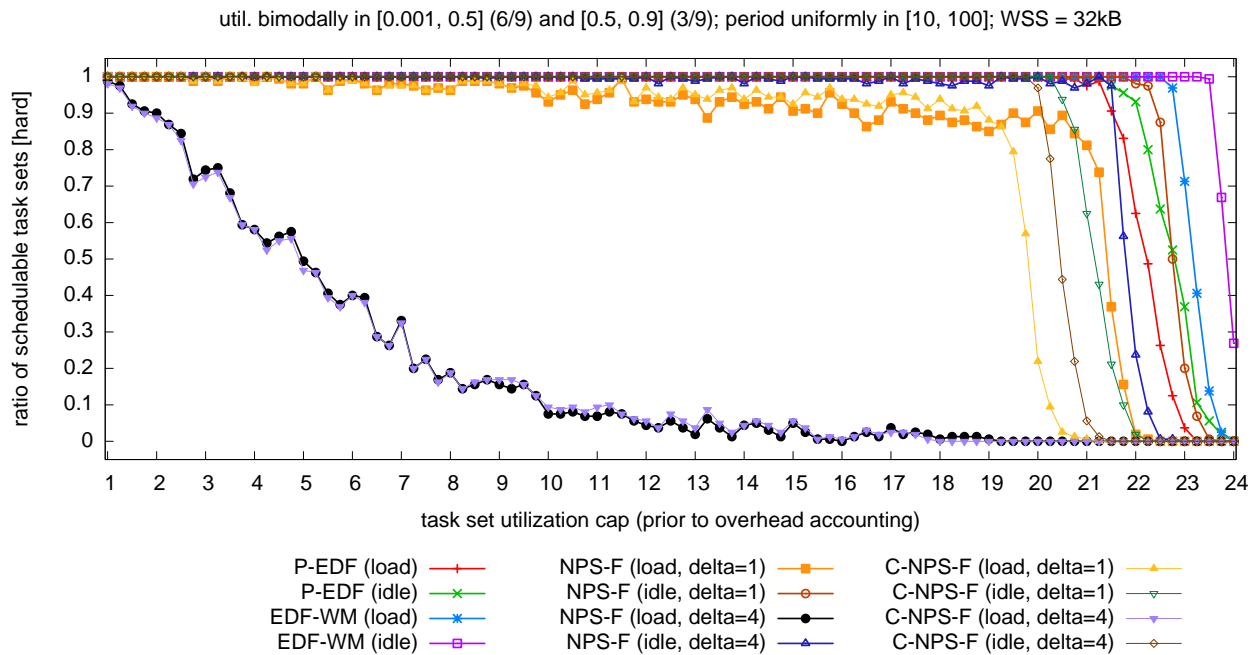 util. bimodally in [0.001, 0.5] (6/9) and [0.5, 0.9] (3/9); period uniformly in [10, 100]; WSS = 32kB
ratio of schedulable task sets [hard]
1
0.9
0.8
0.7
0.6
0.5
0.4
0.3
0.2
0.1
0
1 2 3 4 5 6 7 8 9 10 11 12 13 14 15 16 17 18 19 20 21 22 23 24
task set utilization cap (prior to overhead accounting)
P-EDF (load) NPS-F (load, delta=1) C-NPS-F (load, delta=1)
P-EDF (idle) NPS-F (idle, delta=1) C-NPS-F (idle, delta=1)
EDF-WM (load) NPS-F (load, delta=4) C-NPS-F (load, delta=4)
EDF-WM (idle) NPS-F (idle, delta=4) C-NPS-F (idle, delta=4)